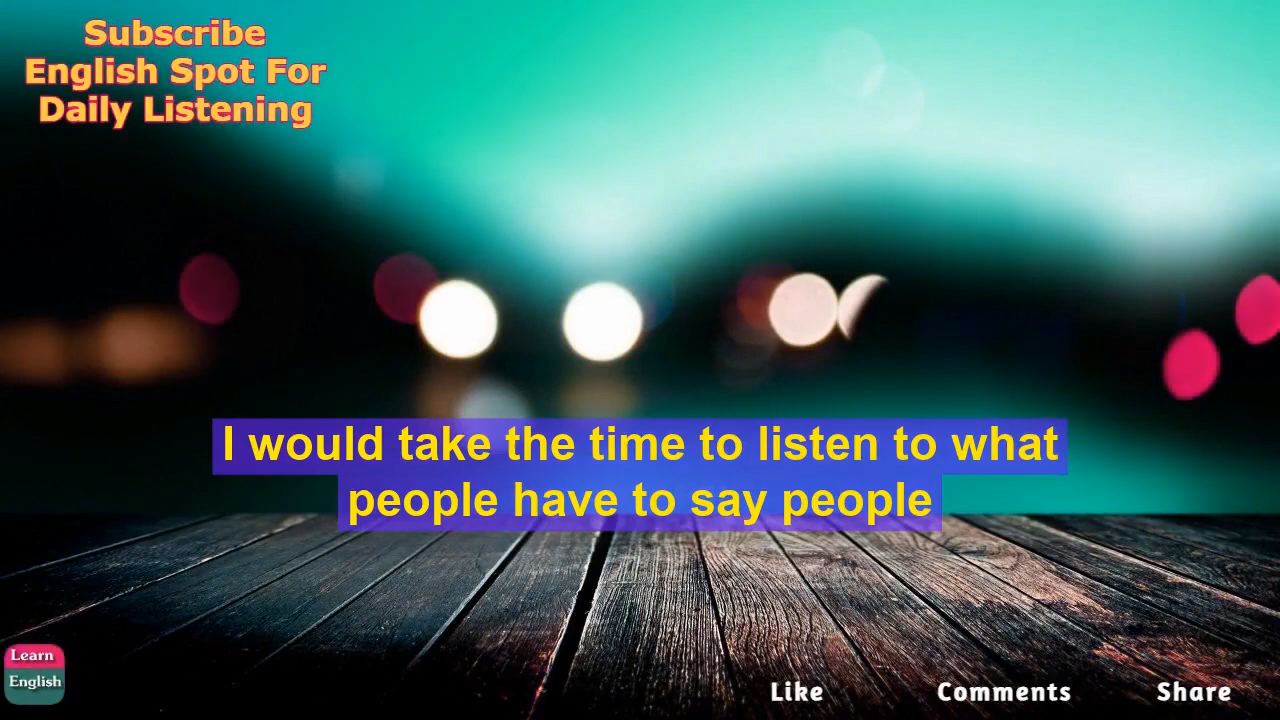 Subscribe
English Spot For
Daily Listening
I would take the time to listen to what
people have to say people
Learn
English
Like
Comments
Share